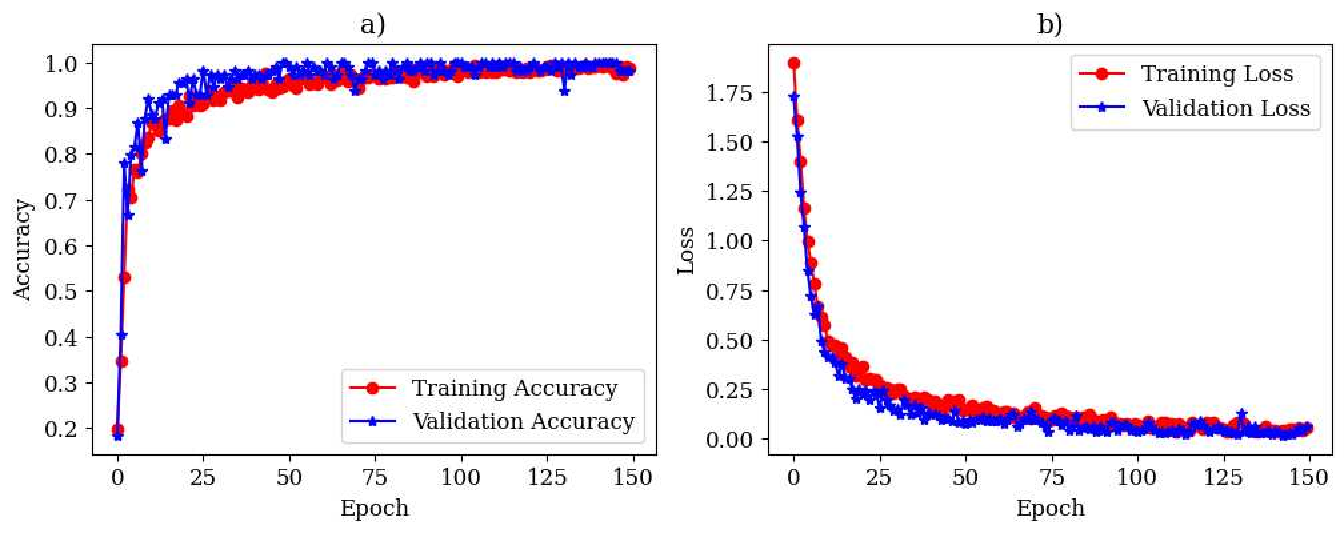 a)
1.0
0.9
0.8
0.7
0.6
0.5
0.4
0.3
0.2
Accuracy
Training Accuracy
Validation Accuracy
0 25 50 75 100 125 150
Epoch
b)
1.75
1.50
1.25
1.00
0.75
0.50
0.25
0.00
Loss
Training Loss
Validation Loss
0 25 50 75 100 125 150
Epoch